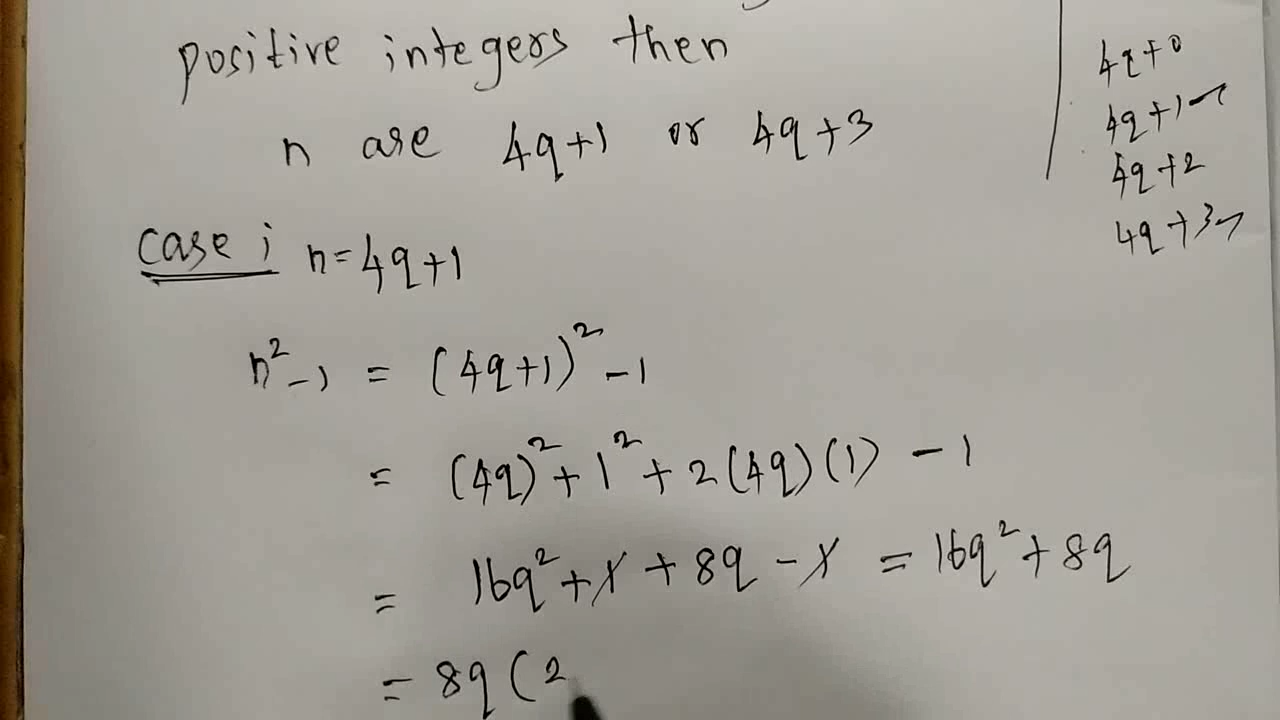 positive integers then
n are 4q+1 or 4q+3
4q+0
4q+1
4q+2
4q+3
case i n=4q+1
n²-1 = (4q+1)²-1
= (4q)²+1²+2(4q)(1) -1
= 16q²+1+8q-1 = 16q²+8q
= 8q(2